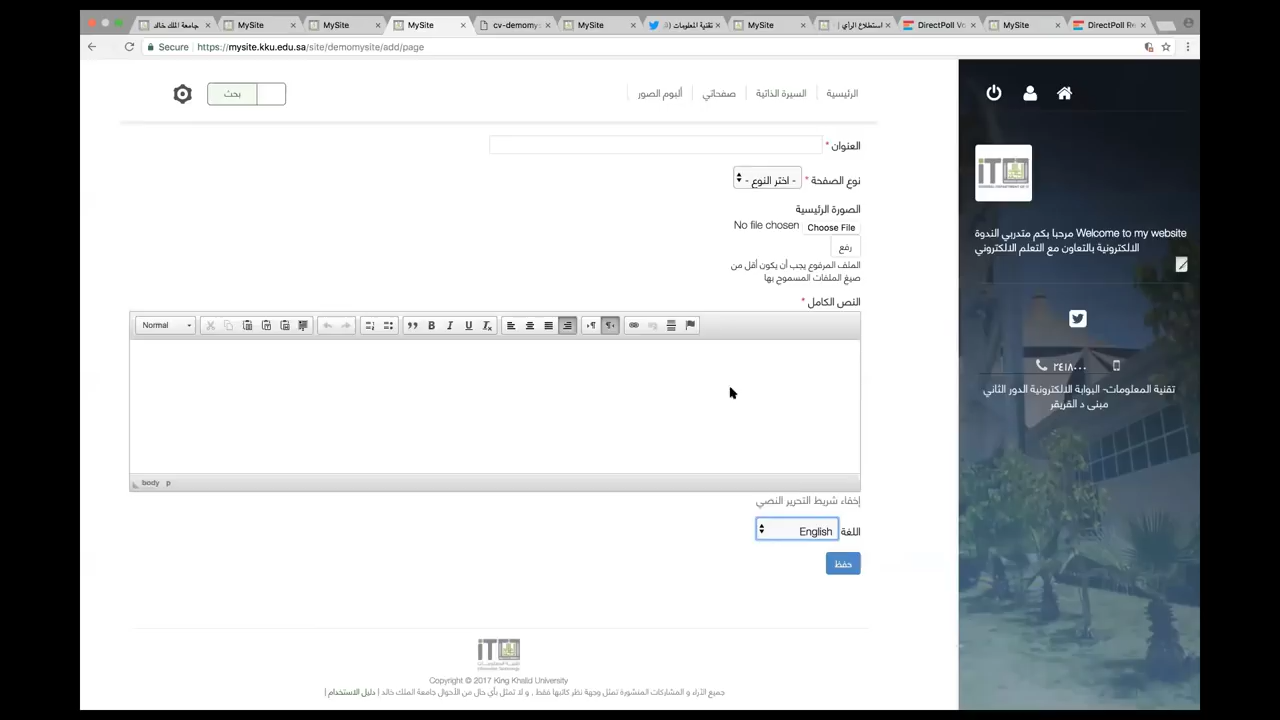 جامعة الملك خالد
MySite
MySite
MySite
cv-demomy
MySite
تقنية المعلومات
MySite
استطلاع الرأي
DirectPoll V
MySite
DirectPoll Re
Secure
https://mysite.kku.edu.sa/site/demomysite/add/page
الرئيسية
السيرة الذاتية
صفحاتي
ألبوم الصور
بحث
العنوان *
نوع الصفحة *
- اختر النوع -
الصورة الرئيسية
Choose File No file chosen
رفع
الملف المرفوع يجب أن يكون أقل من
صيغ الملفات المسموح بها
النص الكامل *
Normal
body p
إخفاء شريط التحرير النصي
اللغة
English
حفظ
iT
Copyright © 2017 King Khalid University
جميع الآراء و المشاركات المنشورة تمثل وجهة نظر كاتبها فقط , و لا تمثل بأي حال من الأحوال جامعة الملك خالد | دليل الاستخدام |
iT
Welcome to my website مرحبا بكم متدربي الندوة
الالكترونية بالتعاون مع التعلم الالكتروني
٢٤١٨٠٠٠
تقنية المعلومات- البوابة الالكترونية الدور الثاني
مبنى د القريقر